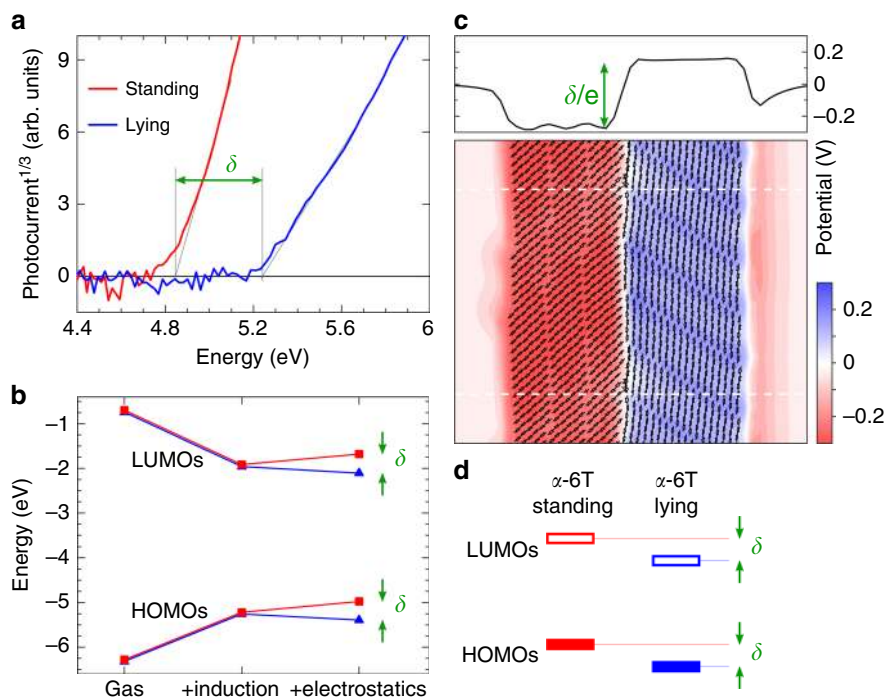 a
Photocurrent1/3 (arb. units)
9
6
3
0
Standing
Lying
δ
4.4 4.8 5.2 5.6 6
Energy (eV)
b
Energy (eV)
−1
−2
−3
−4
−5
−6
LUMOs
δ
HOMOs
δ
Gas +induction +electrostatics
c
δ/e
0.2
0
−0.2
Potential (V)
0.2
0
−0.2
d
α-6T α-6T
standing lying
LUMOs
δ
HOMOs
δ